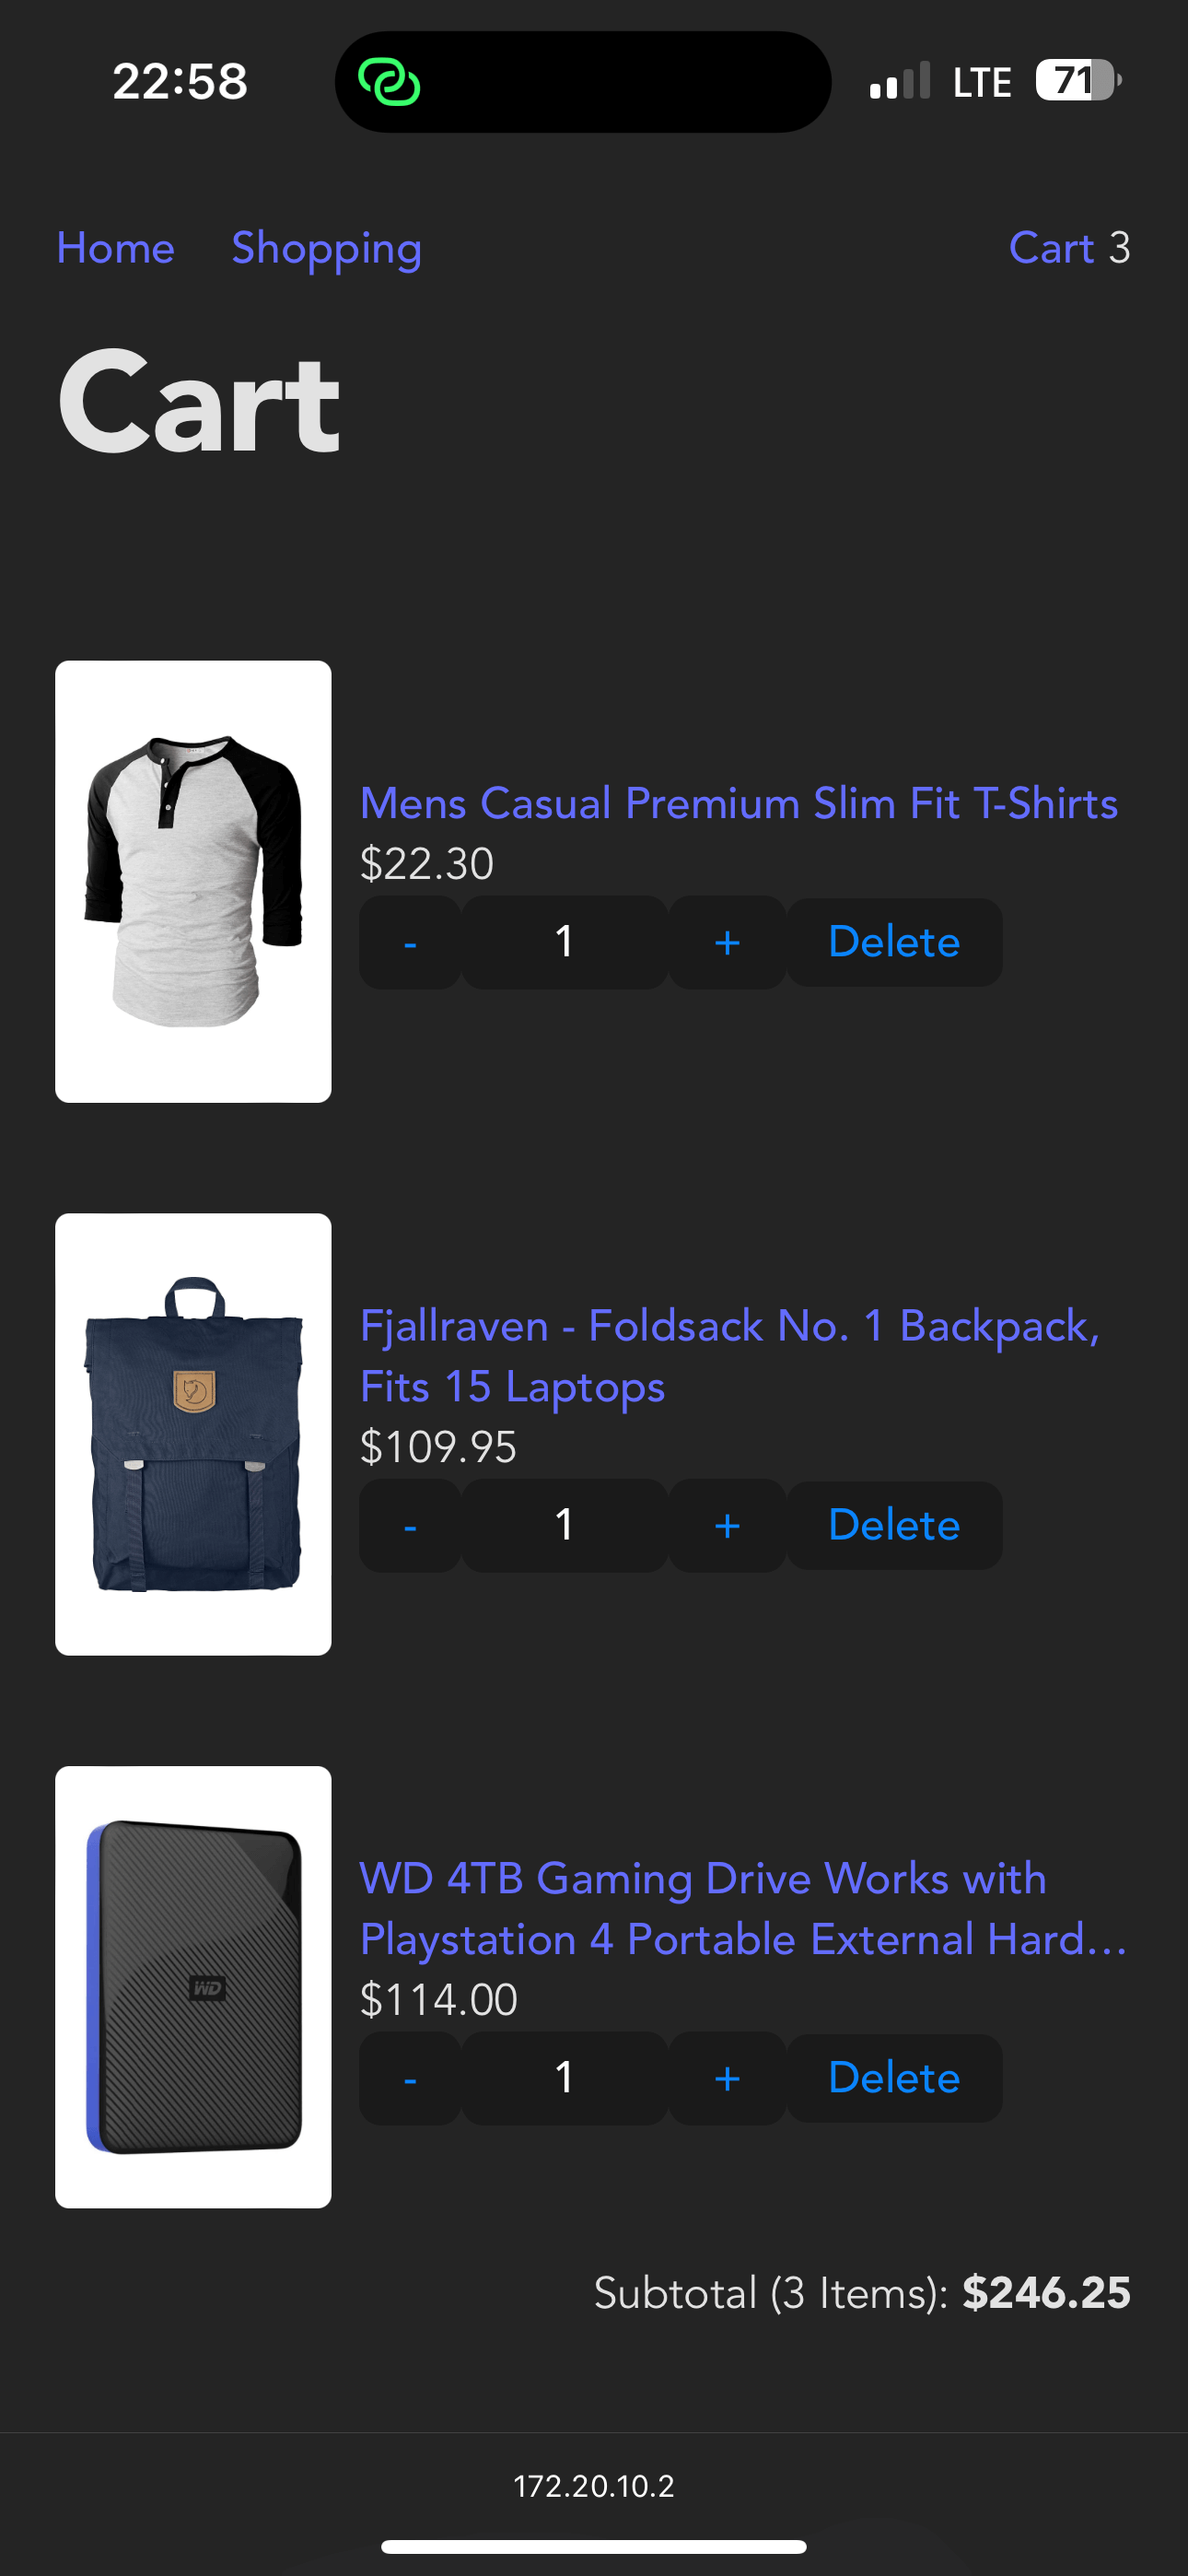 22:58
LTE
71
Home
Shopping
Cart 3
Cart
Mens Casual Premium Slim Fit T-Shirts
$22.30
- 1 + Delete
Fjallraven - Foldsack No. 1 Backpack,
Fits 15 Laptops
$109.95
- 1 + Delete
WD
WD 4TB Gaming Drive Works with
Playstation 4 Portable External Hard...
$114.00
- 1 + Delete
Subtotal (3 Items): $246.25
172.20.10.2